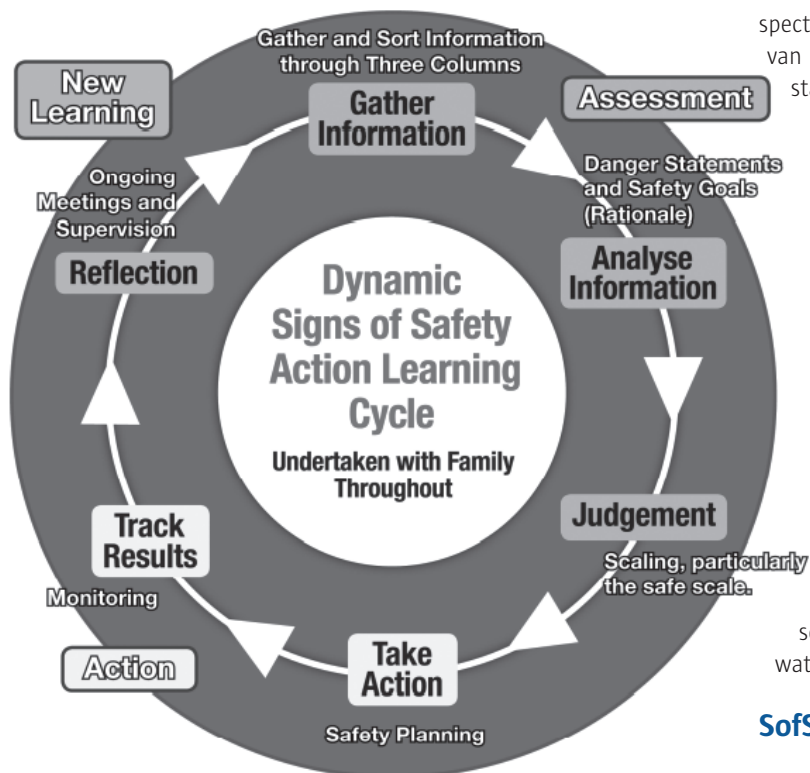 Gather and Sort Information
through Three Columns
New
Learning
Gather
Information
Assessment
Danger Statements
and Safety Goals
(Rationale)
Analyse
Information
Judgement
Scaling, particularly
the safe scale.
Take
Action
Safety Planning
Track
Results
Monitoring
Action
Reflection
Ongoing
Meetings and
Supervision
Dynamic
Signs of Safety
Action Learning
Cycle
Undertaken with Family
Throughout
van